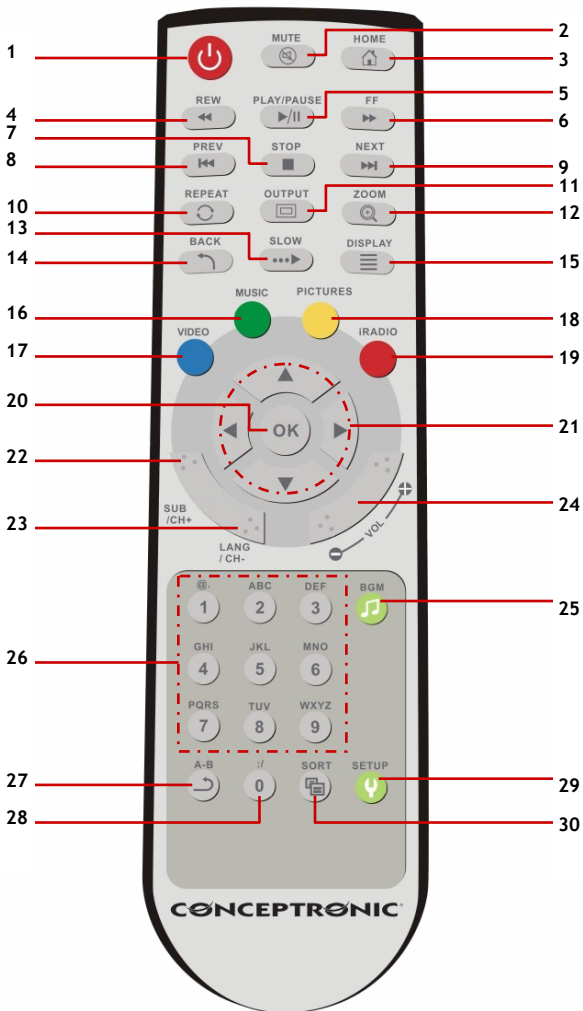 1
2
MUTE
HOME
3
4
REW
PLAY/PAUSE
FF
5
6
7
PREV
STOP
NEXT
8
9
10
REPEAT
OUTPUT
ZOOM
11
12
13
BACK
SLOW
DISPLAY
14
15
16
MUSIC
PICTURES
18
17
VIDEO
iRADIO
19
20
OK
21
22
SUB
/CH+
23
LANG
/ CH-
VOL
24
@.
ABC
DEF
BGM
1
2
3
25
GHI
JKL
MNO
26
4
5
6
PQRS
TUV
WXYZ
7
8
9
A-B
:/
SORT
SETUP
27
0
29
28
30
CONCEPTRONIC